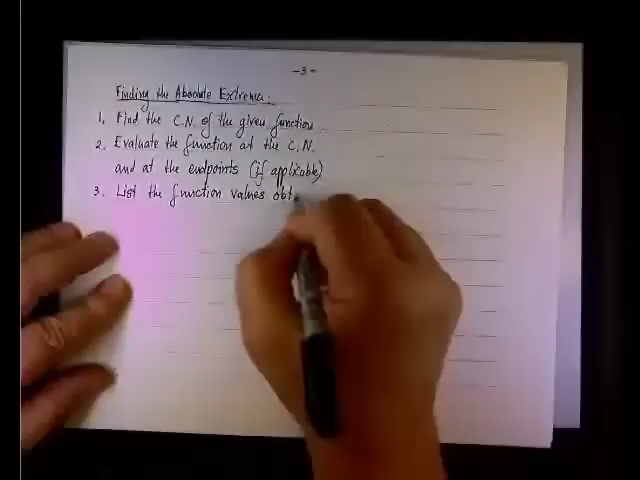 -3-
Finding the Absolute Extrema.
1. Find the C.N. of the given function
2. Evaluate the function at the C.N.
and at the endpoints (if applicable)
3. List the function values obt